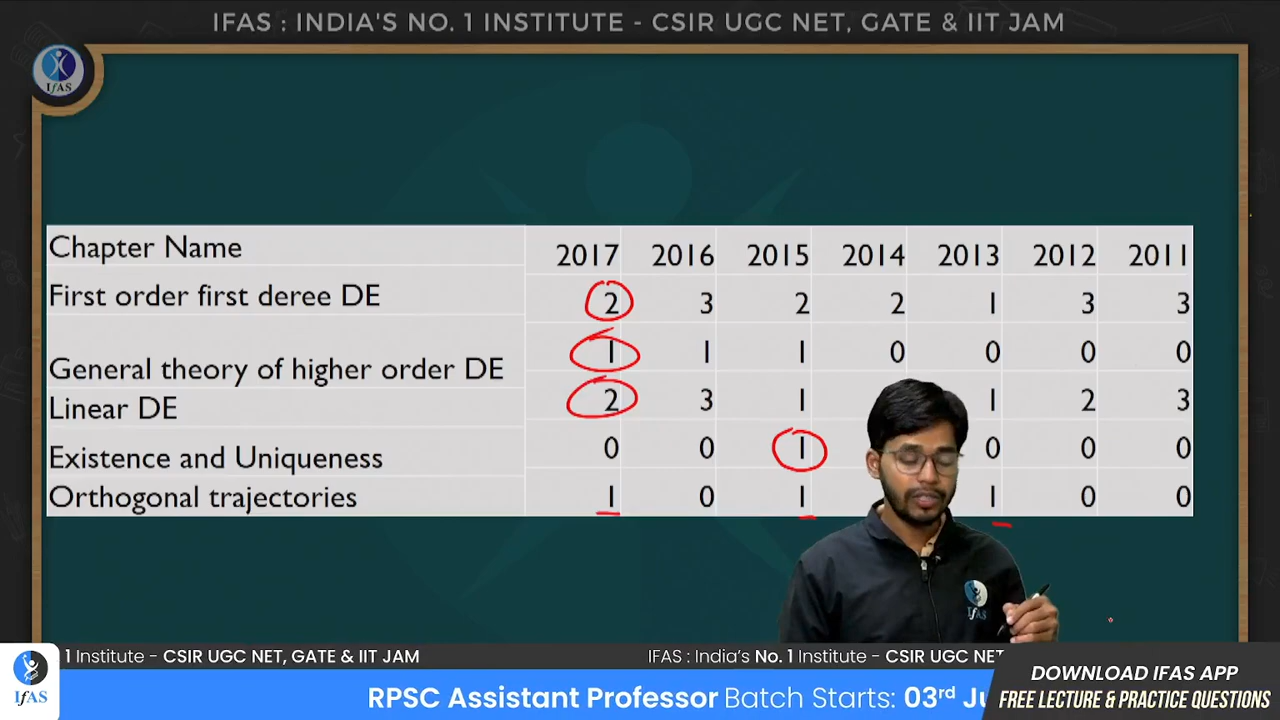 IFAS : INDIA'S NO. 1 INSTITUTE - CSIR UGC NET, GATE & IIT JAM
IfAS
Chapter Name 2017 2016 2015 2014 2013 2012 2011
First order first deree DE 2 3 2 2 1 3 3
General theory of higher order DE 1 1 1 0 0 0 0
Linear DE 2 3 1 1 2 3
Existence and Uniqueness 0 0 1 0 0 0
Orthogonal trajectories 1 0 1 1 0 0
IfAS
1 Institute - CSIR UGC NET, GATE & IIT JAM IFAS : India's No. 1 Institute - CSIR UGC NET
IfAS
RPSC Assistant Professor Batch Starts: 03rd
DOWNLOAD IFAS APP
FREE LECTURE & PRACTICE QUESTIONS